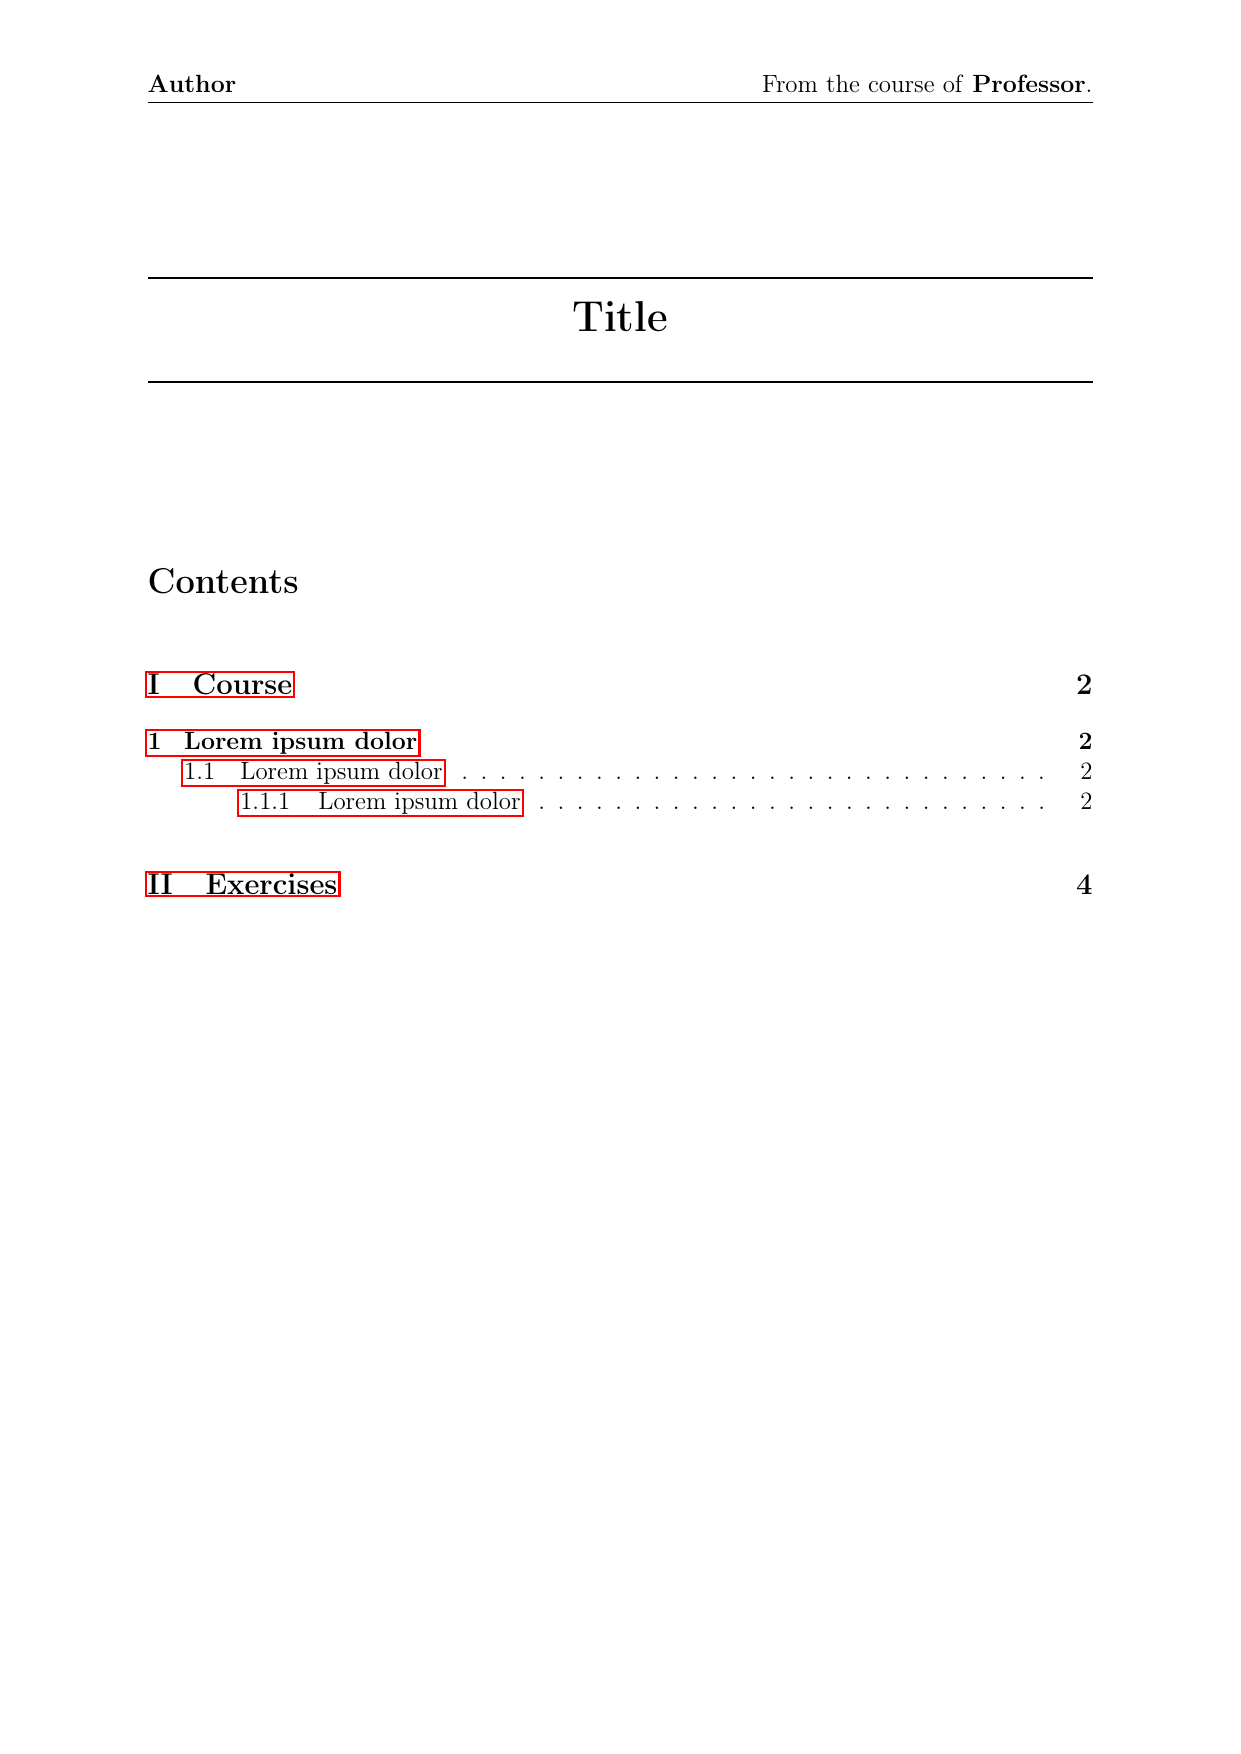 Author From the course of Professor.
Title
Contents
I Course 2
1 Lorem ipsum dolor 2
1.1 Lorem ipsum dolor . . . . . . . . . . . . . . . . . . . . . . . . . . . . . . . 2
1.1.1 Lorem ipsum dolor . . . . . . . . . . . . . . . . . . . . . . . . . . . 2
II Exercises 4